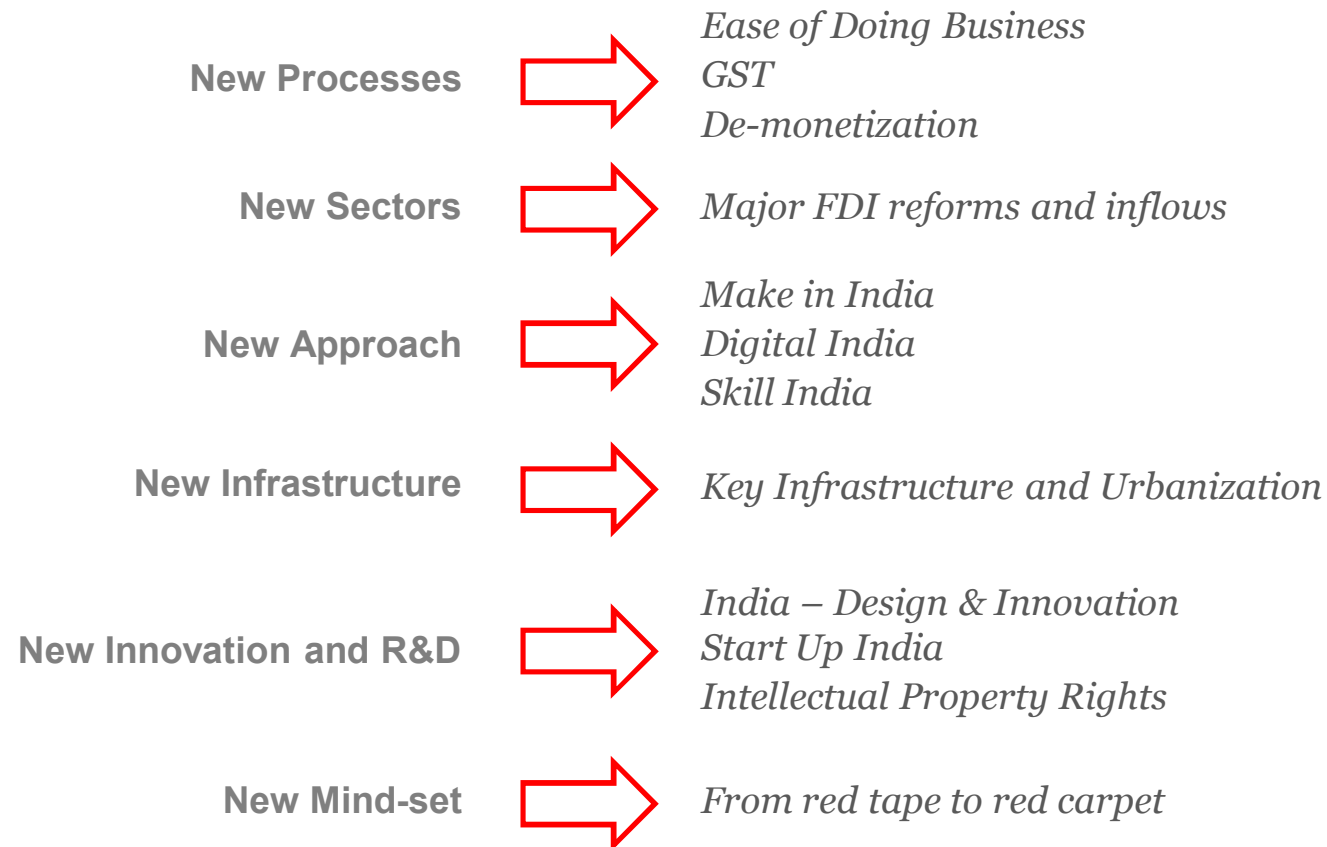 New Processes
Ease of Doing Business
GST
De-monetization
New Sectors
Major FDI reforms and inflows
New Approach
Make in India
Digital India
Skill India
New Infrastructure
Key Infrastructure and Urbanization
New Innovation and R&D
India – Design & Innovation
Start Up India
Intellectual Property Rights
New Mind-set
From red tape to red carpet